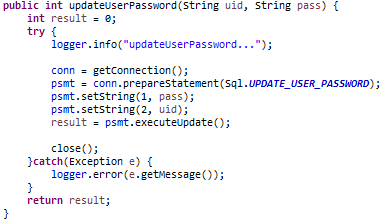 public int updateUserPassword(String uid, String pass) {
    int result = 0;
    try {
        logger.info("updateUserPassword...");

        conn = getConnection();
        psmt = conn.prepareStatement(Sql.UPDATE_USER_PASSWORD);
        psmt.setString(1, pass);
        psmt.setString(2, uid);
        result = psmt.executeUpdate();

        close();
    }catch(Exception e) {
        logger.error(e.getMessage());
    }
    return result;
}